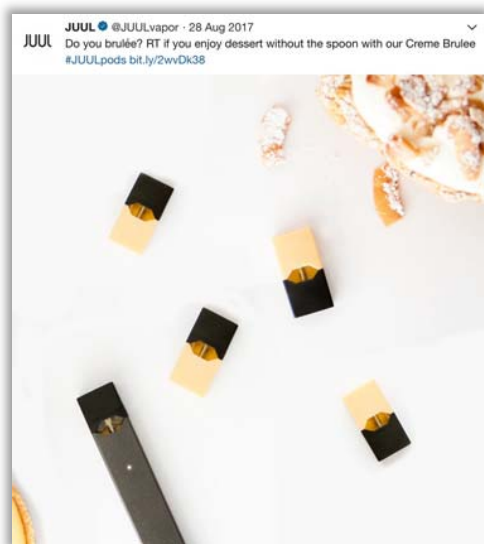 JUUL @JUULvapor · 28 Aug 2017
JUUL
Do you brulée? RT if you enjoy dessert without the spoon with our Creme Brulee
#JUULpods bit.ly/2wvDk38